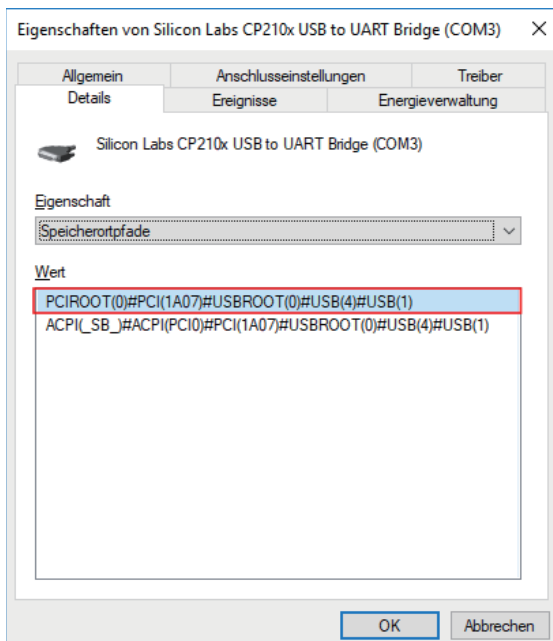 Eigenschaften von Silicon Labs CP210x USB to UART Bridge (COM3)
Allgemein Anschlusseinstellungen Treiber
Details Ereignisse Energieverwaltung
Silicon Labs CP210x USB to UART Bridge (COM3)
Eigenschaft
Speicherortpfade
Wert
PCIROOT(0)#PCI(1A07)#USBROOT(0)#USB(4)#USB(1)
ACPI(_SB_)#ACPI(PCI0)#PCI(1A07)#USBROOT(0)#USB(4)#USB(1)
OK Abbrechen